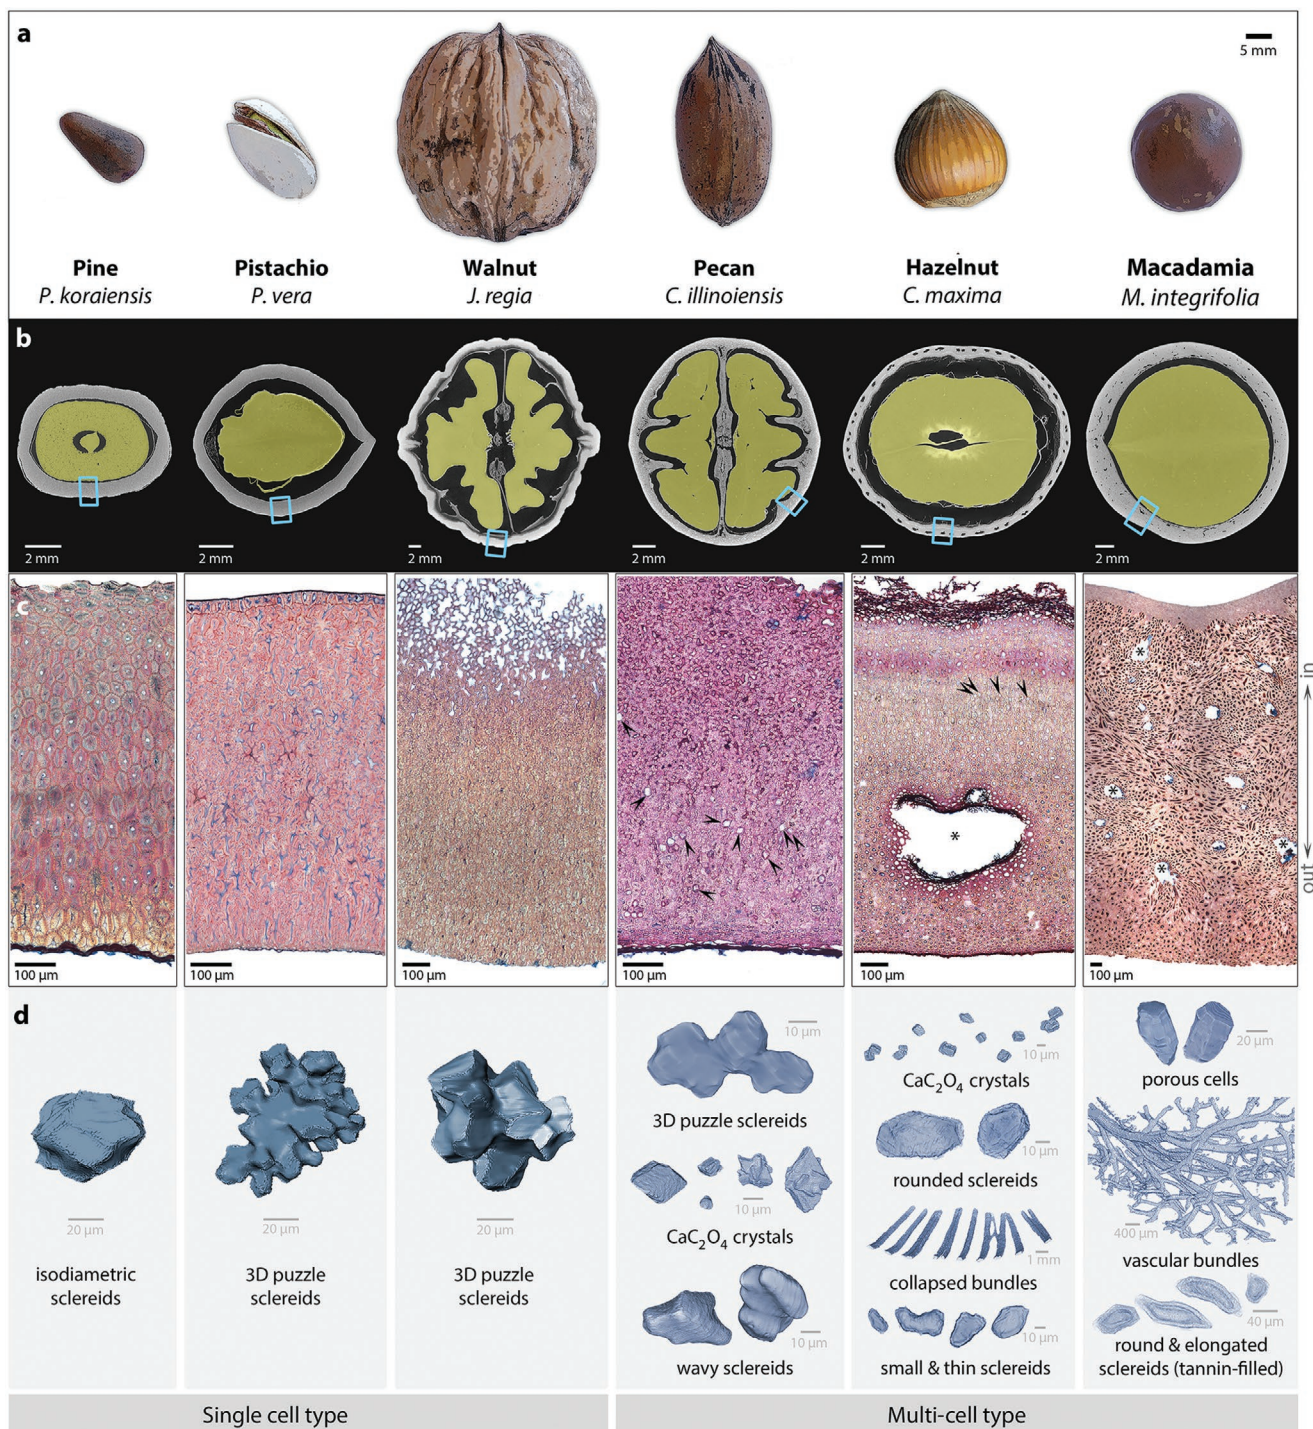 a
5 mm
Pine
P. koraiensis
Pistachio
P. vera
Walnut
J. regia
Pecan
C. illinoiensis
Hazelnut
C. maxima
Macadamia
M. integrifolia
b
2 mm
2 mm
2 mm
2 mm
2 mm
2 mm
c
100 µm
100 µm
100 µm
100 µm
100 µm
100 µm
in
out
*
*
*
*
*
d
20 µm
isodiametric
sclereids
20 µm
3D puzzle
sclereids
20 µm
3D puzzle
sclereids
10 µm
3D puzzle sclereids
10 µm
CaC₂O₄ crystals
10 µm
wavy sclereids
10 µm
CaC₂O₄ crystals
10 µm
rounded sclereids
1 mm
collapsed bundles
10 µm
small & thin sclereids
20 µm
porous cells
400 µm
vascular bundles
40 µm
round & elongated
sclereids (tannin-filled)
Single cell type
Multi-cell type